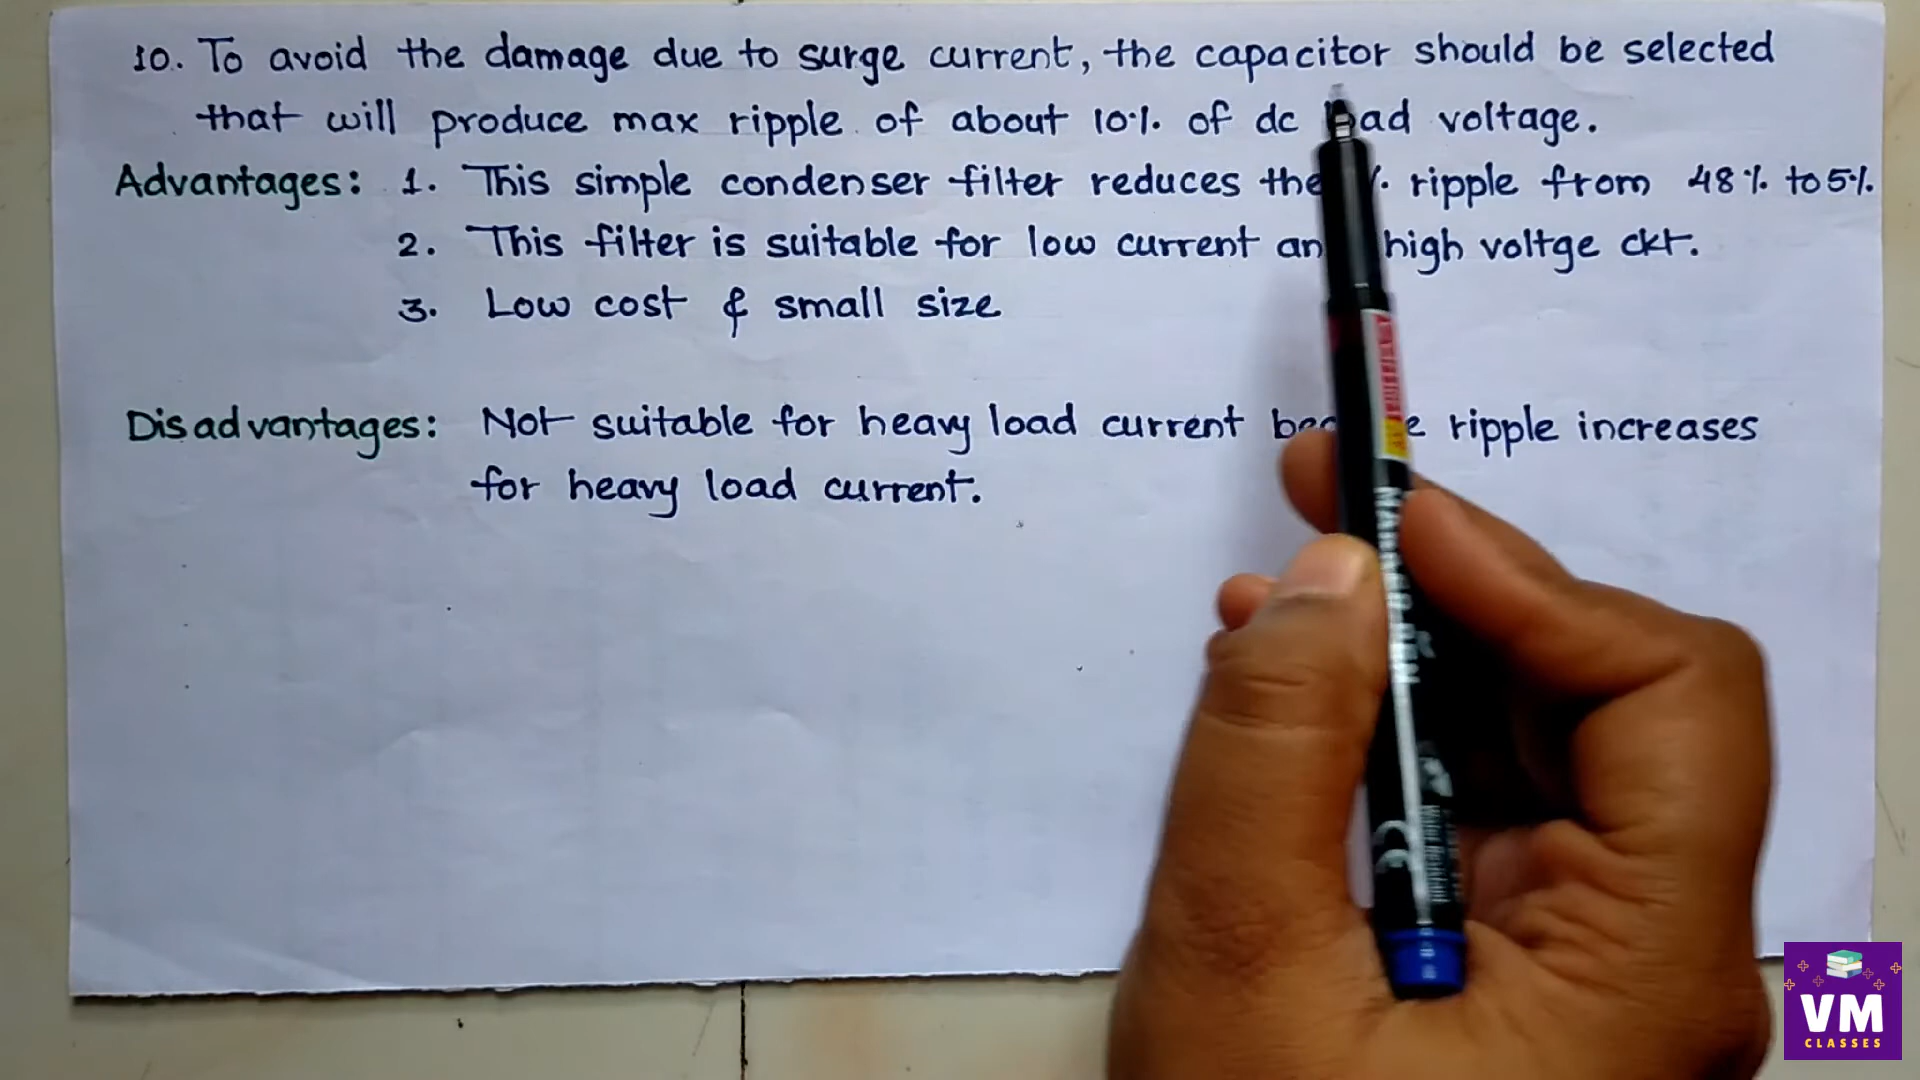 10. To avoid the damage due to surge current, the capacitor should be selected
that will produce max ripple of about 10% of dc load voltage.
Advantages: 1. This simple condenser filter reduces the % ripple from 48% to 5%.
2. This filter is suitable for low current an high voltge ckt.
3. Low cost & small size
Disadvantages: Not suitable for heavy load current ripple increases
for heavy load current.
VM
CLASSES